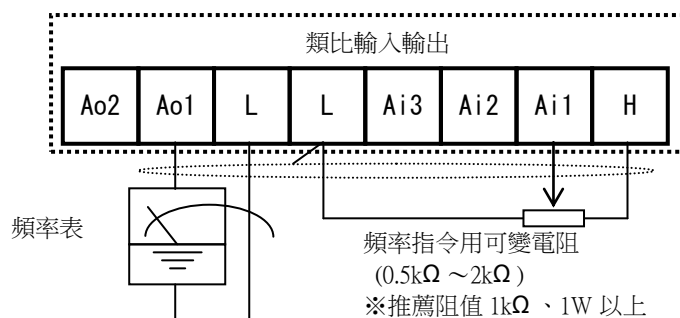 類比輸入輸出
Ao2 Ao1 L L Ai3 Ai2 Ai1 H
頻率表
頻率指令用可變電阻
(0.5kΩ ~2kΩ )
※推薦阻值 1kΩ 、1W 以上